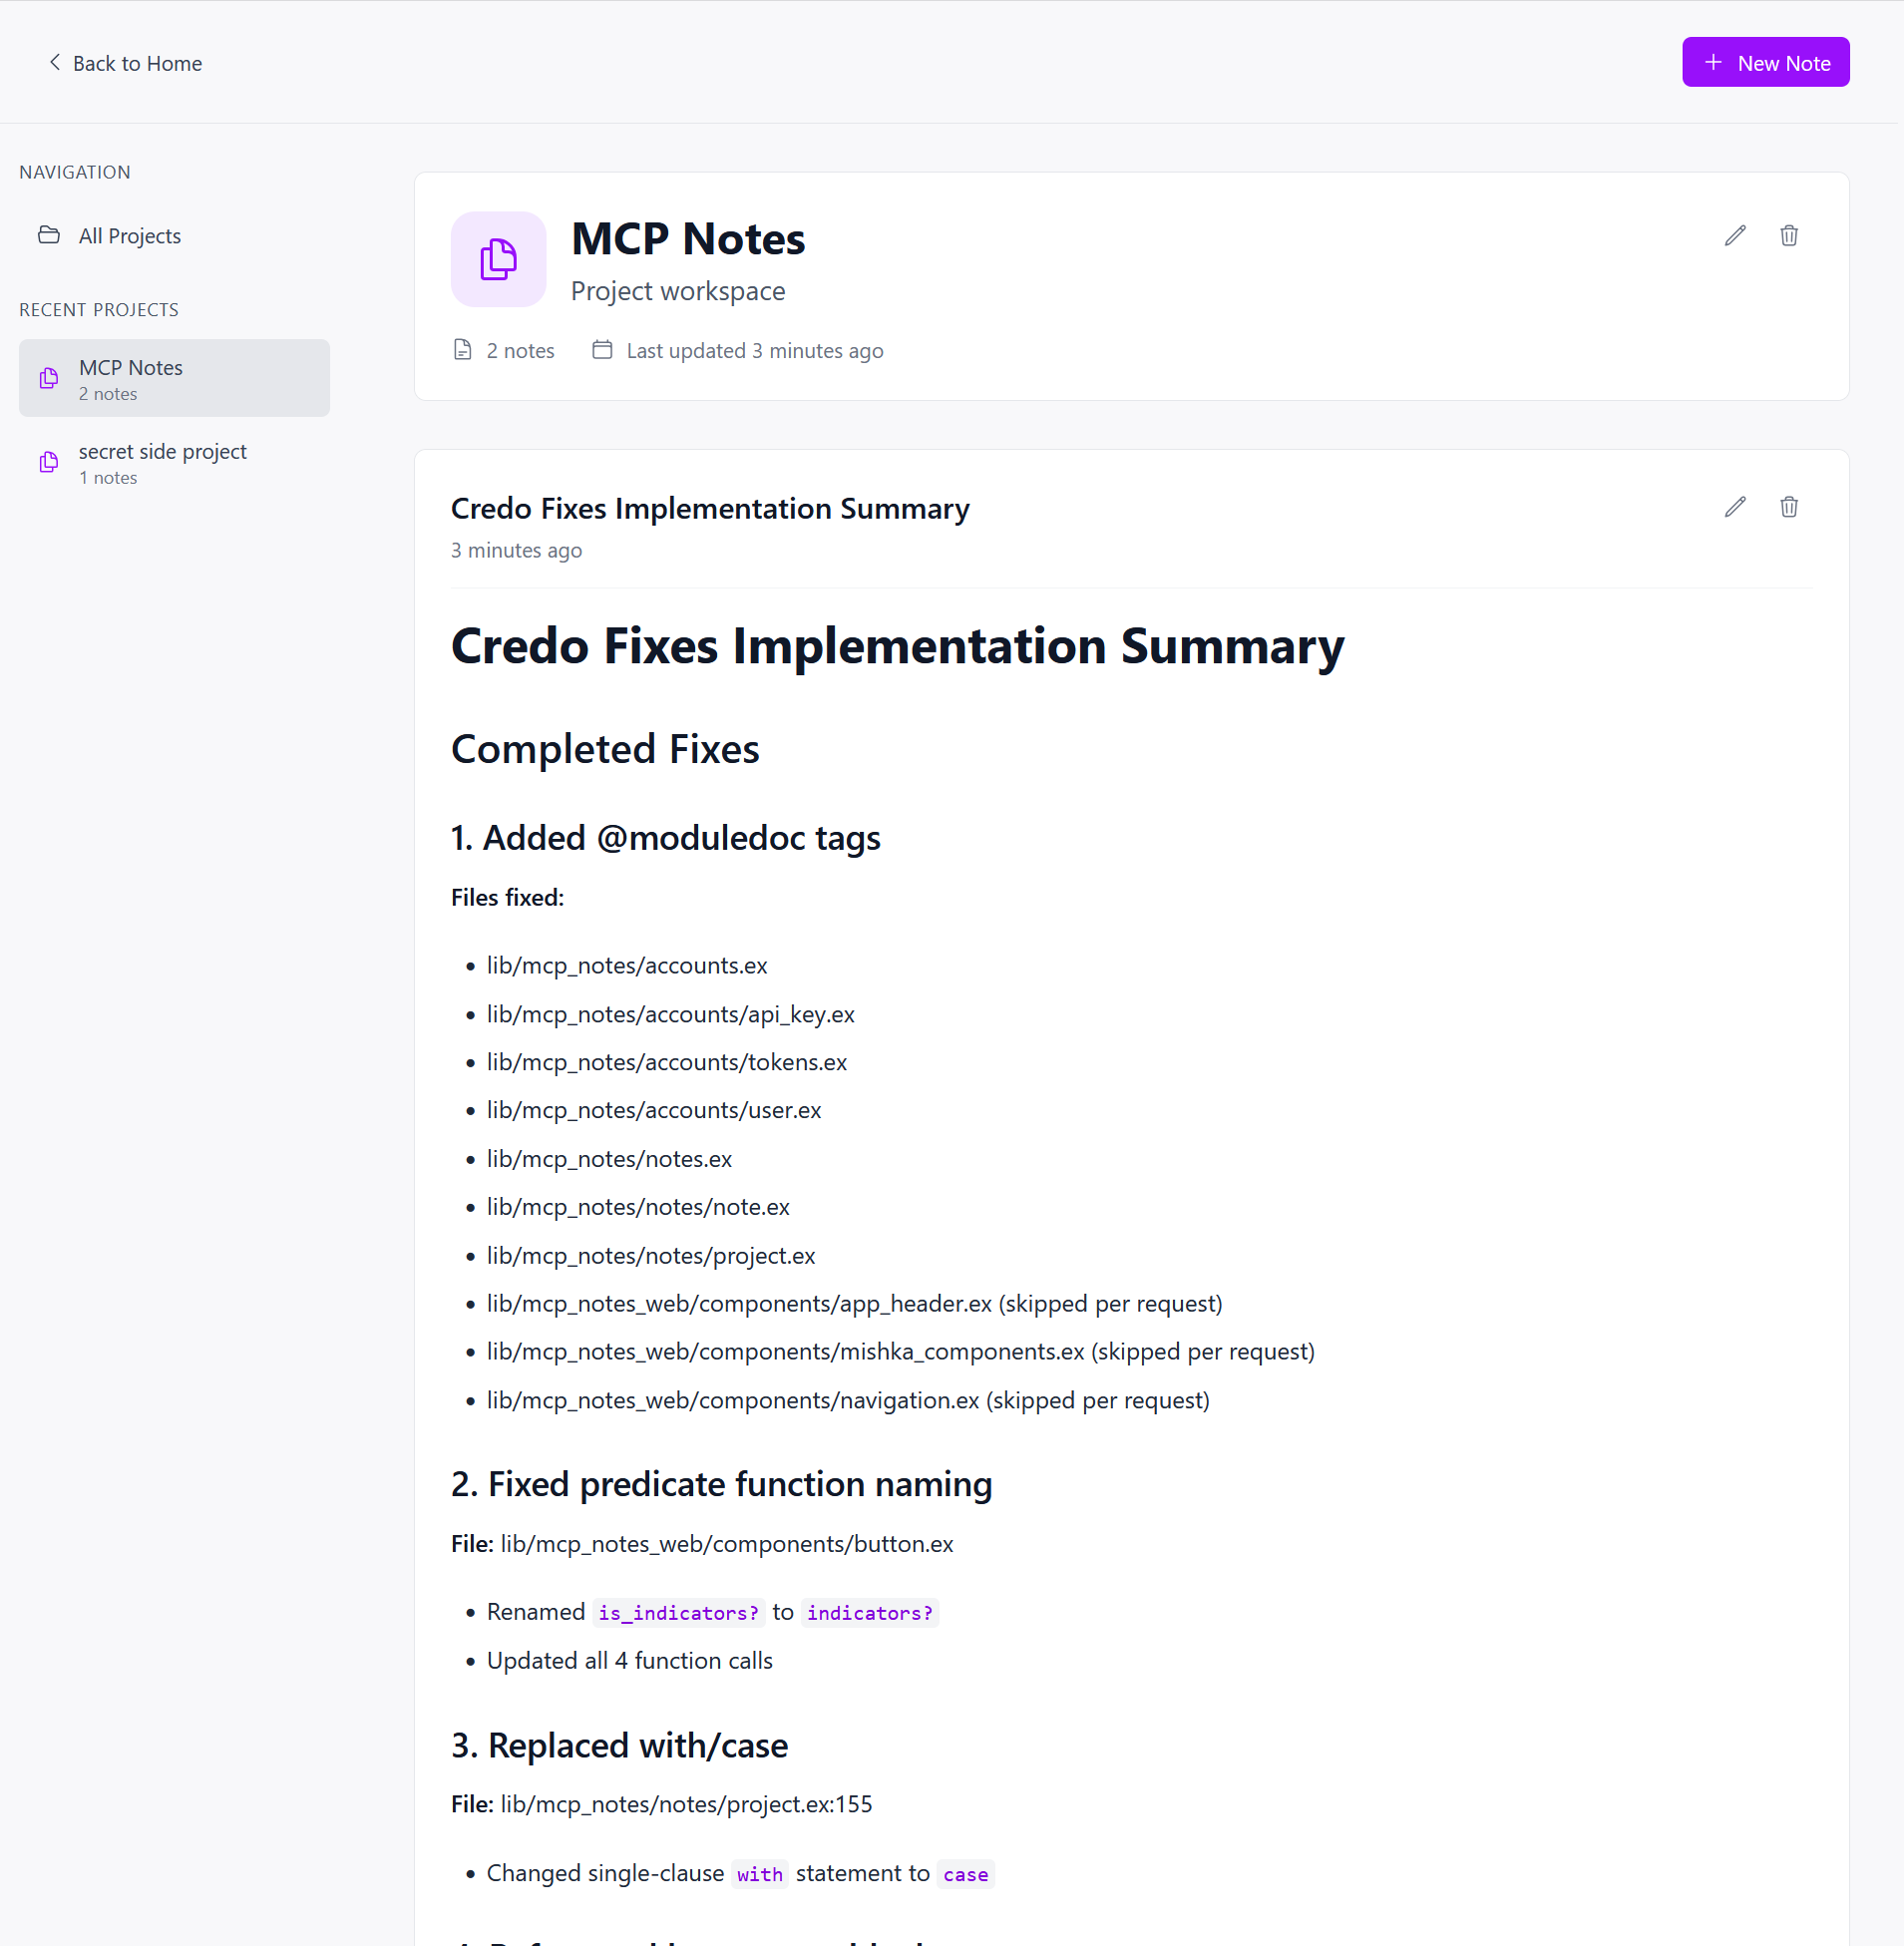 Back to Home
New Note
NAVIGATION
All Projects
RECENT PROJECTS
MCP Notes
2 notes
secret side project
1 notes
MCP Notes
Project workspace
2 notes
Last updated 3 minutes ago
Credo Fixes Implementation Summary
3 minutes ago
Credo Fixes Implementation Summary
Completed Fixes
1. Added @moduledoc tags
Files fixed:
• lib/mcp_notes/accounts.ex
• lib/mcp_notes/accounts/api_key.ex
• lib/mcp_notes/accounts/tokens.ex
• lib/mcp_notes/accounts/user.ex
• lib/mcp_notes/notes.ex
• lib/mcp_notes/notes/note.ex
• lib/mcp_notes/notes/project.ex
• lib/mcp_notes_web/components/app_header.ex (skipped per request)
• lib/mcp_notes_web/components/mishka_components.ex (skipped per request)
• lib/mcp_notes_web/components/navigation.ex (skipped per request)
2. Fixed predicate function naming
File: lib/mcp_notes_web/components/button.ex
• Renamed is_indicators? to indicators?
• Updated all 4 function calls
3. Replaced with/case
File: lib/mcp_notes/notes/project.ex:155
• Changed single-clause with statement to case